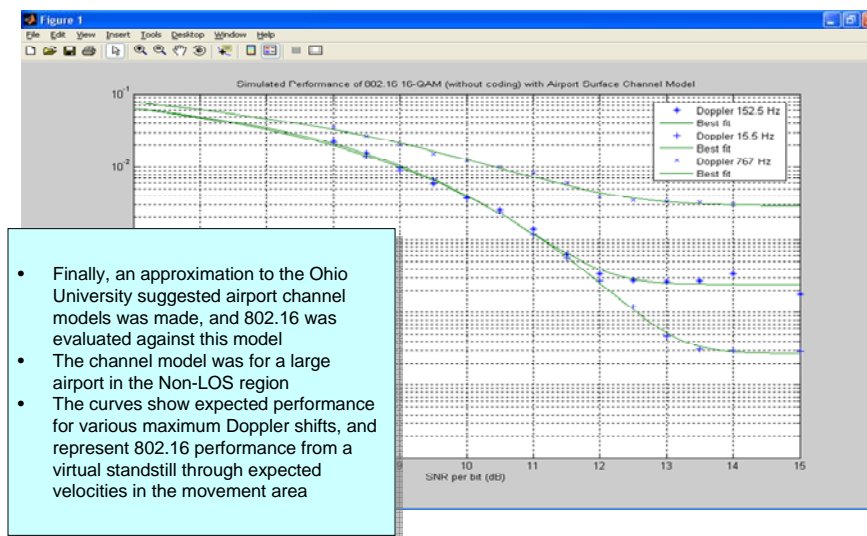 Figure 1
File Edit View Insert Tools Desktop Window Help
Simulated Performance of 802.16 16-QAM (without coding) with Airport Surface Channel Model
10-1
10-2
Doppler 152.5 Hz
Best fit
Doppler 15.5 Hz
Best fit
Doppler 767 Hz
Best fit
• Finally, an approximation to the Ohio
University suggested airport channel
models was made, and 802.16 was
evaluated against this model
• The channel model was for a large
airport in the Non-LOS region
• The curves show expected performance
for various maximum Doppler shifts, and
represent 802.16 performance from a
virtual standstill through expected
velocities in the movement area
9 10 11 12 13 14 15
SNR per bit (dB)